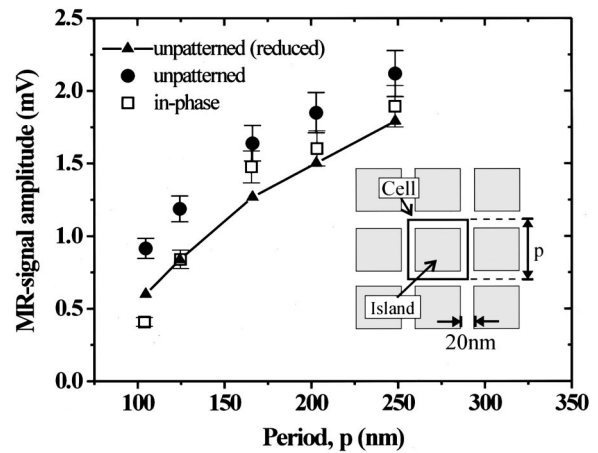 2.5
2.0
1.5
1.0
0.5
0.0
MR-signal amplitude (mV)
unpatterned (reduced)
unpatterned
in-phase
Cell
p
Island
20nm
100 150 200 250 300 350
Period, p (nm)